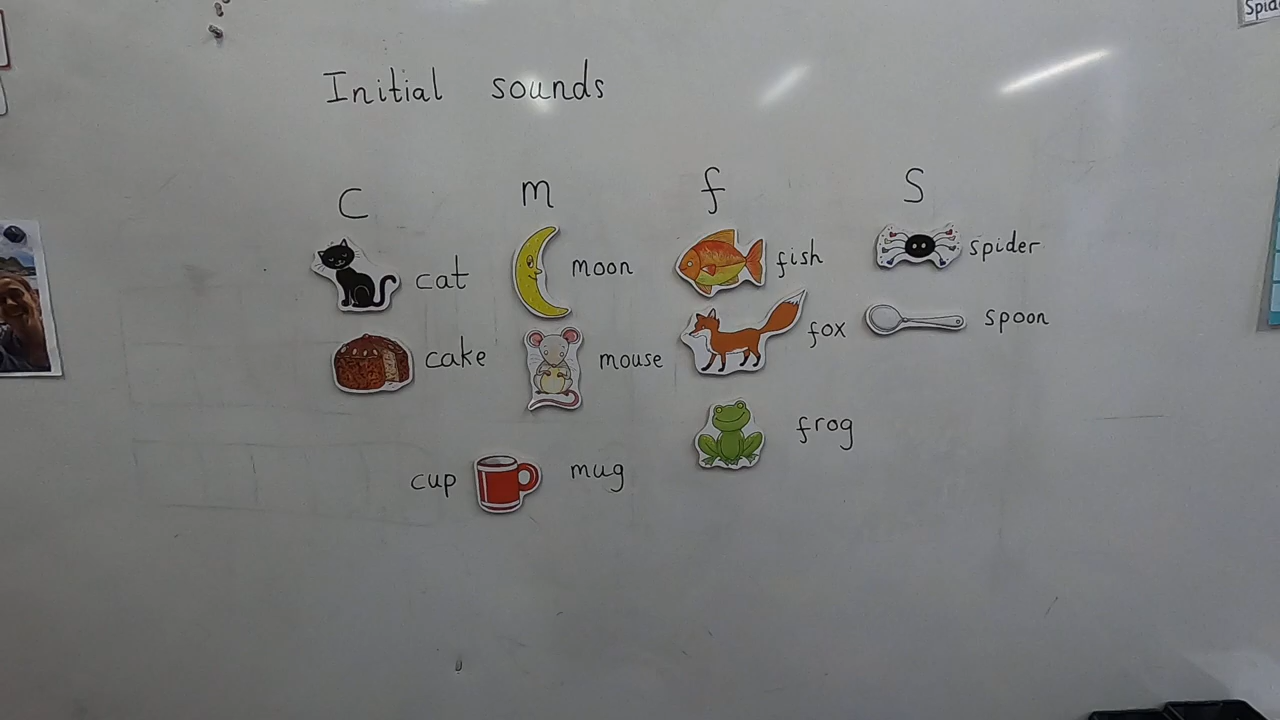 Initial sounds
c m f s
cat moon fish spider
cake mouse fox spoon
cup mug frog